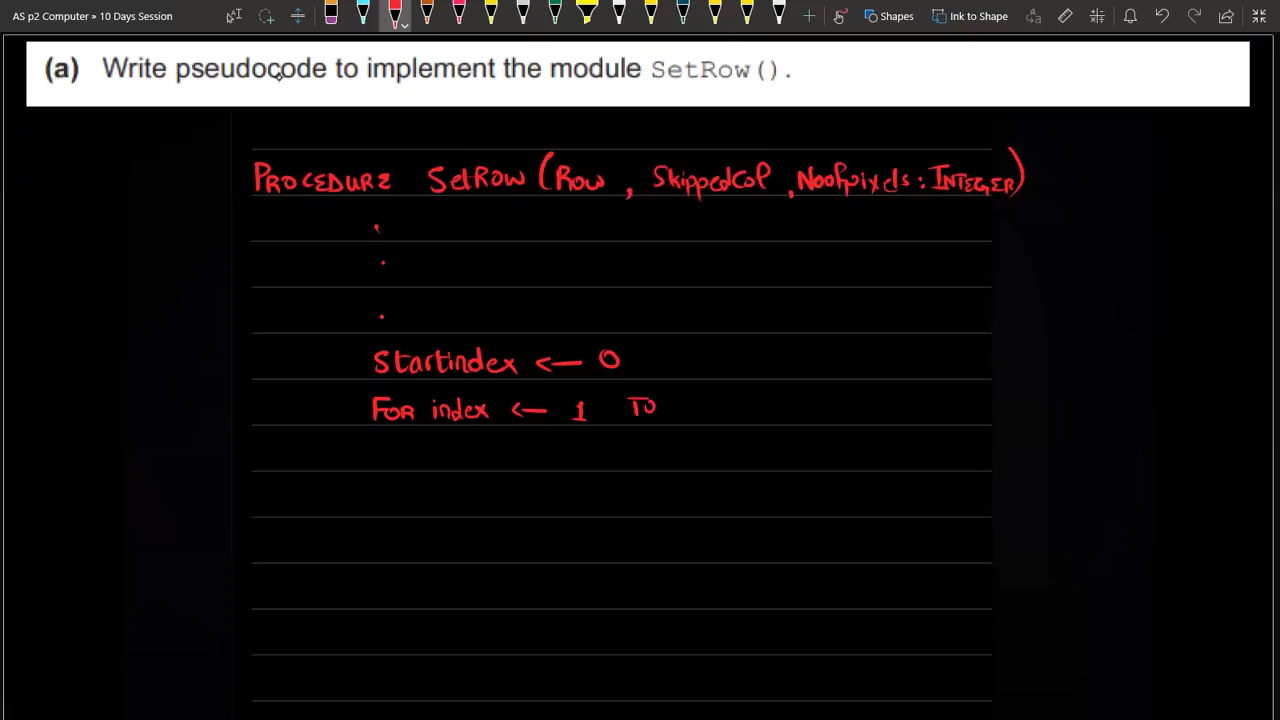 AS p2 Computer » 10 Days Session
Shapes
Ink to Shape
(a) Write pseudocode to implement the module SetRow().
PROCEDURE SetRow (Row, SkippedCol, Noofpixels : INTEGER)
.
.
.
Startindex <— 0
FOR index <— 1 TO